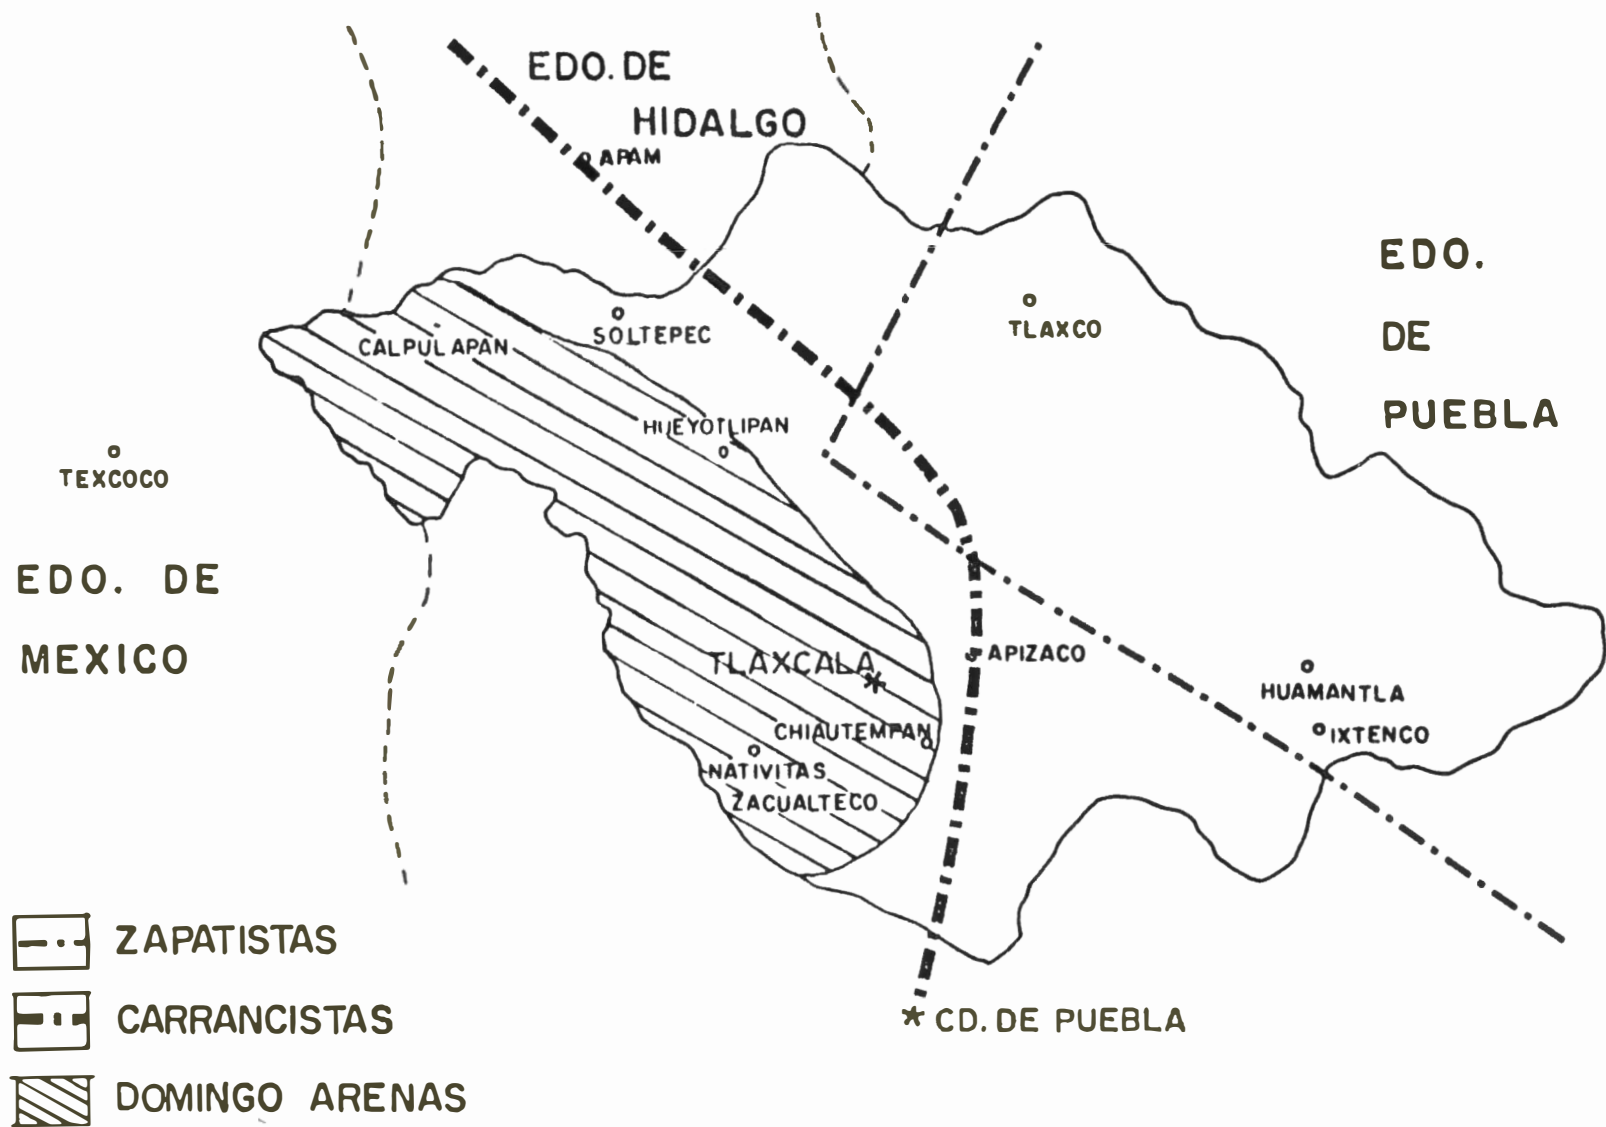 EDO. DE
HIDALGO
APAM
EDO.
DE
PUEBLA
SOLTEPEC
TLAXCO
CALPULAPAN
HUEYOTLIPAN
TEXCOCO
EDO. DE
MEXICO
TLAXCALA
APIZACO
HUAMANTLA
IXTENCO
CHIAUTEMPAN
NATIVITAS
ZACUALTECO
ZAPATISTAS
CARRANCISTAS
CD. DE PUEBLA
DOMINGO ARENAS